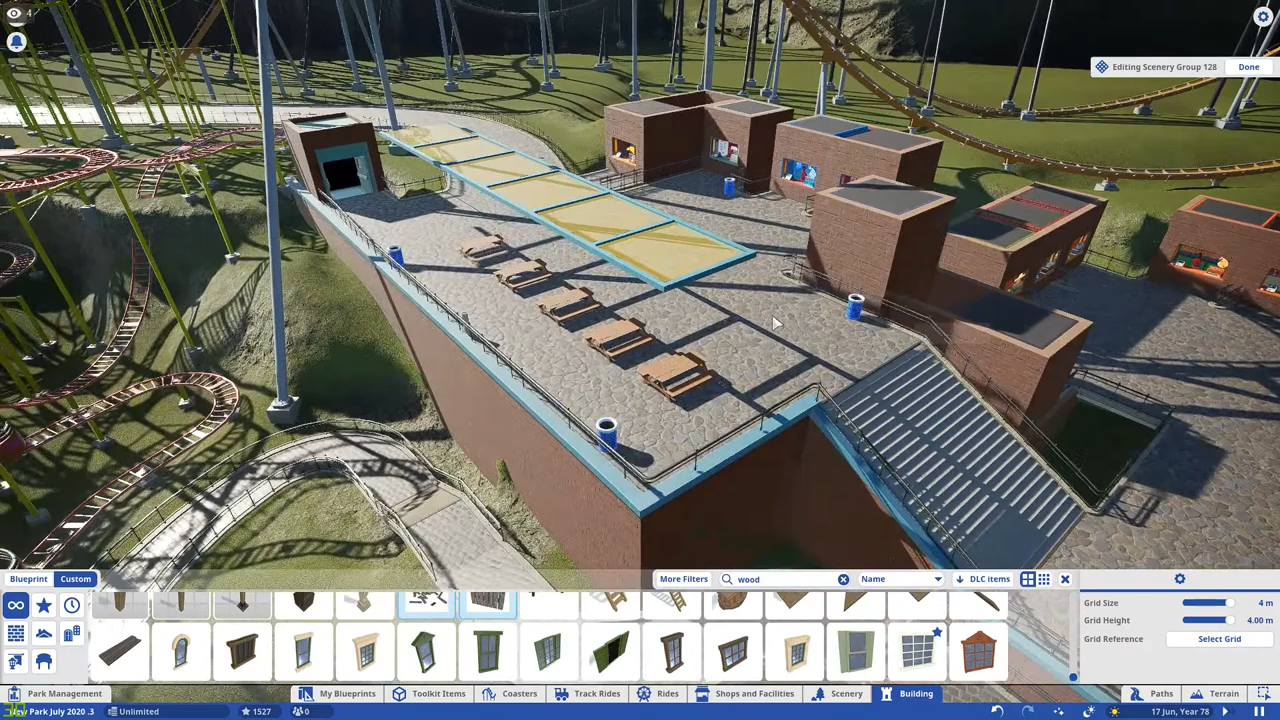 4
Editing Scenery Group 128 Done
Blueprint Custom More Filters wood Name DLC items
Grid Size 4 m
Grid Height 4.00 m
Grid Reference Select Grid
Park Management My Blueprints Toolkit Items Coasters Track Rides Rides Shops and Facilities Scenery Building Paths Terrain
New Park July 2020 .3 Unlimited 1527 0 17 Jun, Year 78